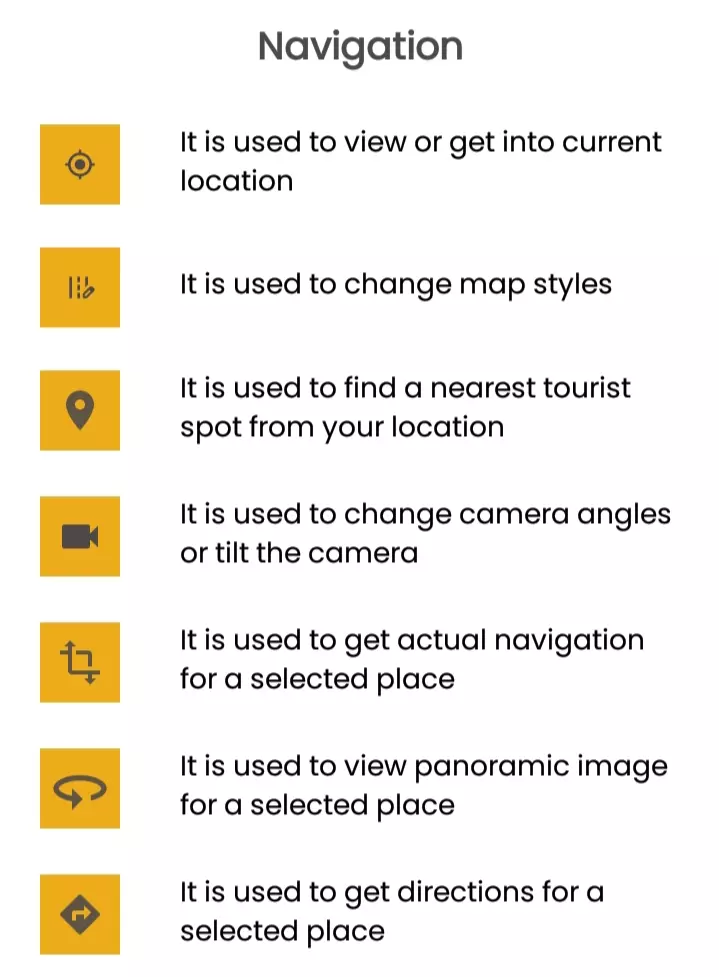 Navigation
It is used to view or get into current
location
It is used to change map styles
It is used to find a nearest tourist
spot from your location
It is used to change camera angles
or tilt the camera
It is used to get actual navigation
for a selected place
It is used to view panoramic image
for a selected place
It is used to get directions for a
selected place